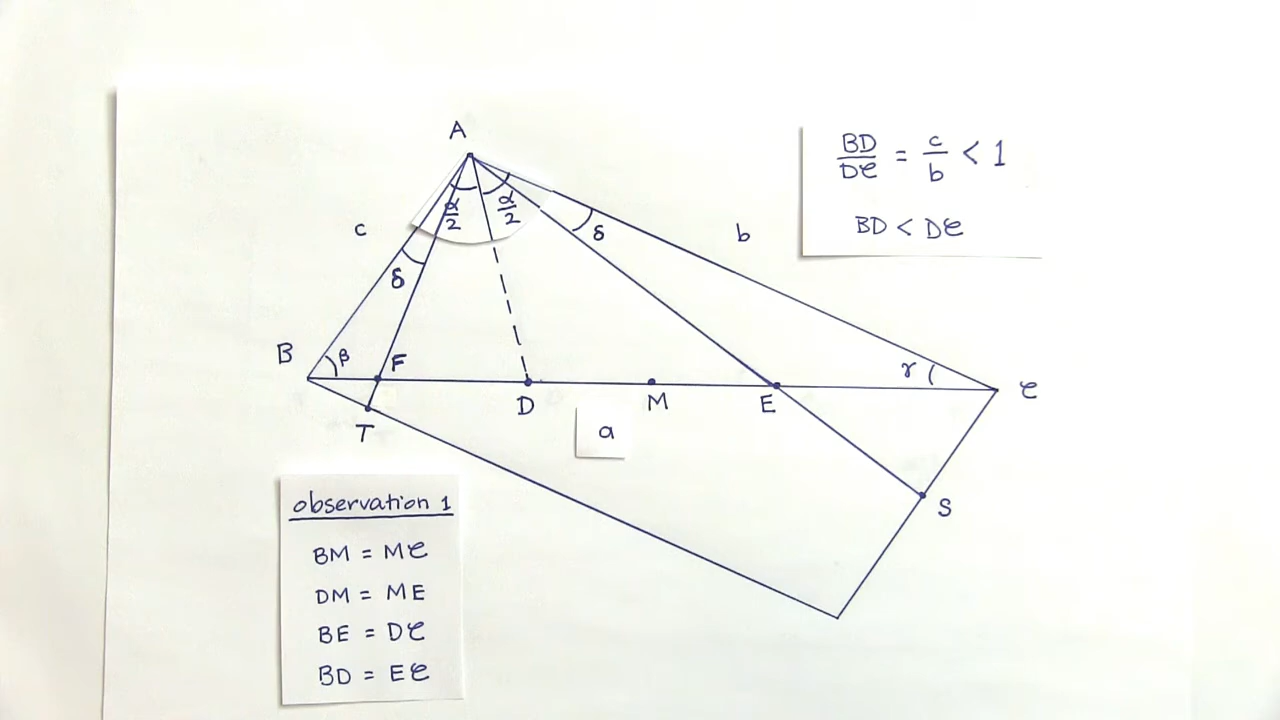 A
BD/DC = c/b < 1
BD < DC
α/2 α/2
c
δ
b
δ
B
β
F
γ
C
D
M
E
T
a
S
observation 1
BM = MC
DM = ME
BE = DC
BD = EC